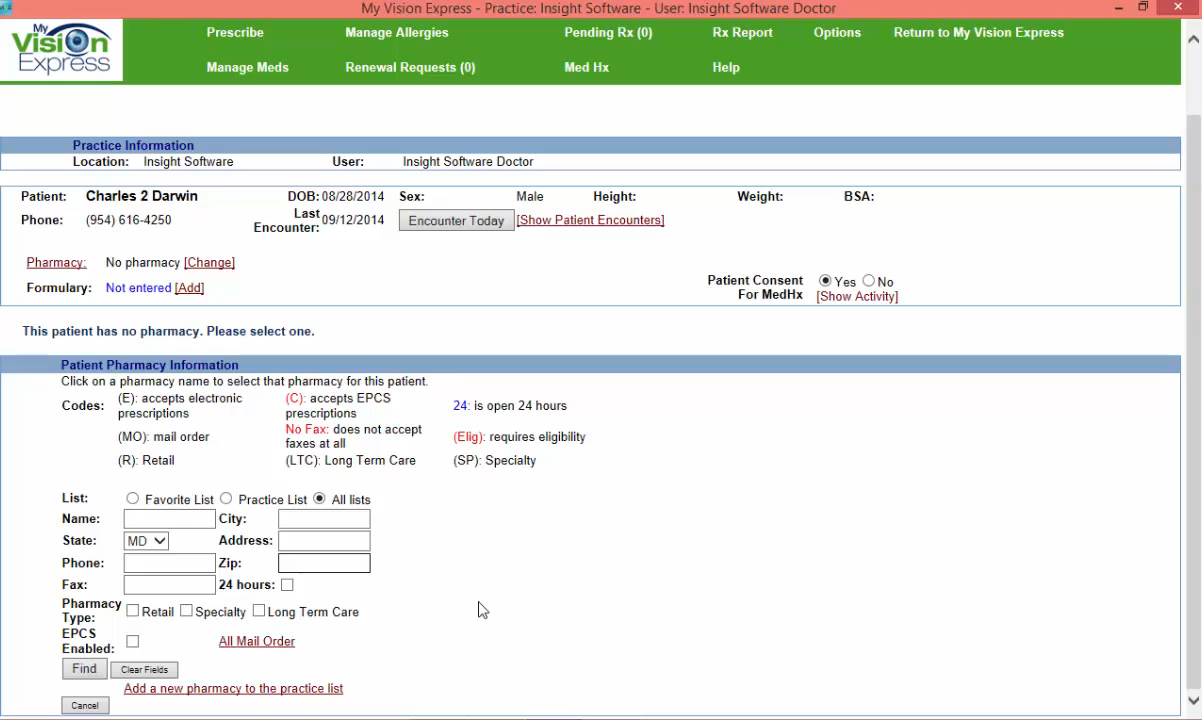 My Vision Express - Practice: Insight Software - User: Insight Software Doctor
My
Vision
Express
Prescribe Manage Allergies Pending Rx (0) Rx Report Options Return to My Vision Express
Manage Meds Renewal Requests (0) Med Hx Help
Practice Information
Location: Insight Software User: Insight Software Doctor
Patient: Charles 2 Darwin DOB: 08/28/2014 Sex: Male Height: Weight: BSA:
Phone: (954) 616-4250 Last Encounter: 09/12/2014 Encounter Today [Show Patient Encounters]
Pharmacy: No pharmacy [Change]
Formulary: Not entered [Add]
Patient Consent For MedHx Yes No
[Show Activity]
This patient has no pharmacy. Please select one.
Patient Pharmacy Information
Click on a pharmacy name to select that pharmacy for this patient.
Codes: (E): accepts electronic prescriptions (C): accepts EPCS prescriptions 24: is open 24 hours
(MO): mail order No Fax: does not accept faxes at all (Elig): requires eligibility
(R): Retail (LTC): Long Term Care (SP): Specialty
List: Favorite List Practice List All lists
Name: City:
State: MD Address:
Phone: Zip:
Fax: 24 hours:
Pharmacy Type: Retail Specialty Long Term Care
EPCS Enabled: All Mail Order
Find Clear Fields
Add a new pharmacy to the practice list
Cancel